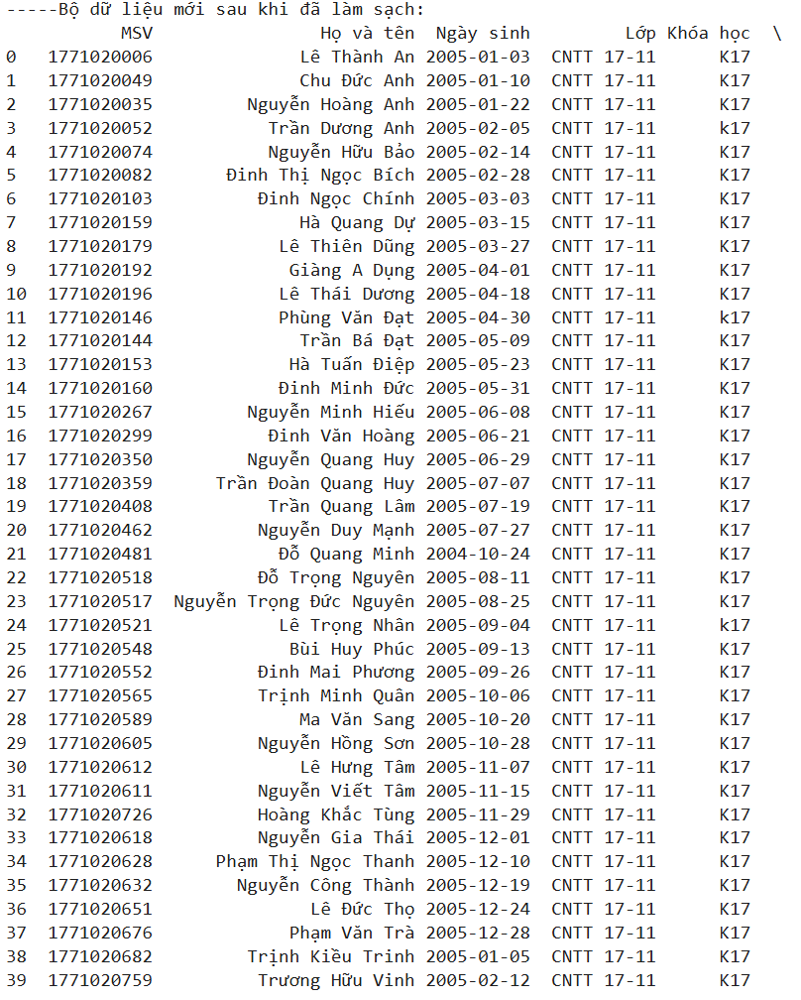 -----Bộ dữ liệu mới sau khi đã làm sạch:
MSV Họ và tên Ngày sinh Lớp Khóa học \
0 1771020006 Lê Thành An 2005-01-03 CNTT 17-11 K17
1 1771020049 Chu Đức Anh 2005-01-10 CNTT 17-11 K17
2 1771020035 Nguyễn Hoàng Anh 2005-01-22 CNTT 17-11 K17
3 1771020052 Trần Dương Anh 2005-02-05 CNTT 17-11 k17
4 1771020074 Nguyễn Hữu Bảo 2005-02-14 CNTT 17-11 K17
5 1771020082 Đinh Thị Ngọc Bích 2005-02-28 CNTT 17-11 K17
6 1771020103 Đinh Ngọc Chính 2005-03-03 CNTT 17-11 K17
7 1771020159 Hà Quang Dự 2005-03-15 CNTT 17-11 K17
8 1771020179 Lê Thiên Dũng 2005-03-27 CNTT 17-11 K17
9 1771020192 Giàng A Dụng 2005-04-01 CNTT 17-11 K17
10 1771020196 Lê Thái Dương 2005-04-18 CNTT 17-11 K17
11 1771020146 Phùng Văn Đạt 2005-04-30 CNTT 17-11 k17
12 1771020144 Trần Bá Đạt 2005-05-09 CNTT 17-11 K17
13 1771020153 Hà Tuấn Điệp 2005-05-23 CNTT 17-11 K17
14 1771020160 Đinh Minh Đức 2005-05-31 CNTT 17-11 K17
15 1771020267 Nguyễn Minh Hiếu 2005-06-08 CNTT 17-11 K17
16 1771020299 Đinh Văn Hoàng 2005-06-21 CNTT 17-11 K17
17 1771020350 Nguyễn Quang Huy 2005-06-29 CNTT 17-11 K17
18 1771020359 Trần Đoàn Quang Huy 2005-07-07 CNTT 17-11 K17
19 1771020408 Trần Quang Lâm 2005-07-19 CNTT 17-11 K17
20 1771020462 Nguyễn Duy Mạnh 2005-07-27 CNTT 17-11 K17
21 1771020481 Đỗ Quang Minh 2004-10-24 CNTT 17-11 K17
22 1771020518 Đỗ Trọng Nguyên 2005-08-11 CNTT 17-11 K17
23 1771020517 Nguyễn Trọng Đức Nguyên 2005-08-25 CNTT 17-11 K17
24 1771020521 Lê Trọng Nhân 2005-09-04 CNTT 17-11 k17
25 1771020548 Bùi Huy Phúc 2005-09-13 CNTT 17-11 K17
26 1771020552 Đinh Mai Phương 2005-09-26 CNTT 17-11 K17
27 1771020565 Trịnh Minh Quân 2005-10-06 CNTT 17-11 K17
28 1771020589 Ma Văn Sang 2005-10-20 CNTT 17-11 K17
29 1771020605 Nguyễn Hồng Sơn 2005-10-28 CNTT 17-11 K17
30 1771020612 Lê Hưng Tâm 2005-11-07 CNTT 17-11 K17
31 1771020611 Nguyễn Viết Tâm 2005-11-15 CNTT 17-11 K17
32 1771020726 Hoàng Khắc Tùng 2005-11-29 CNTT 17-11 K17
33 1771020618 Nguyễn Gia Thái 2005-12-01 CNTT 17-11 K17
34 1771020628 Phạm Thị Ngọc Thanh 2005-12-10 CNTT 17-11 K17
35 1771020632 Nguyễn Công Thành 2005-12-19 CNTT 17-11 K17
36 1771020651 Lê Đức Thọ 2005-12-24 CNTT 17-11 K17
37 1771020676 Phạm Văn Trà 2005-12-28 CNTT 17-11 K17
38 1771020682 Trịnh Kiều Trinh 2005-01-05 CNTT 17-11 K17
39 1771020759 Trương Hữu Vinh 2005-02-12 CNTT 17-11 K17